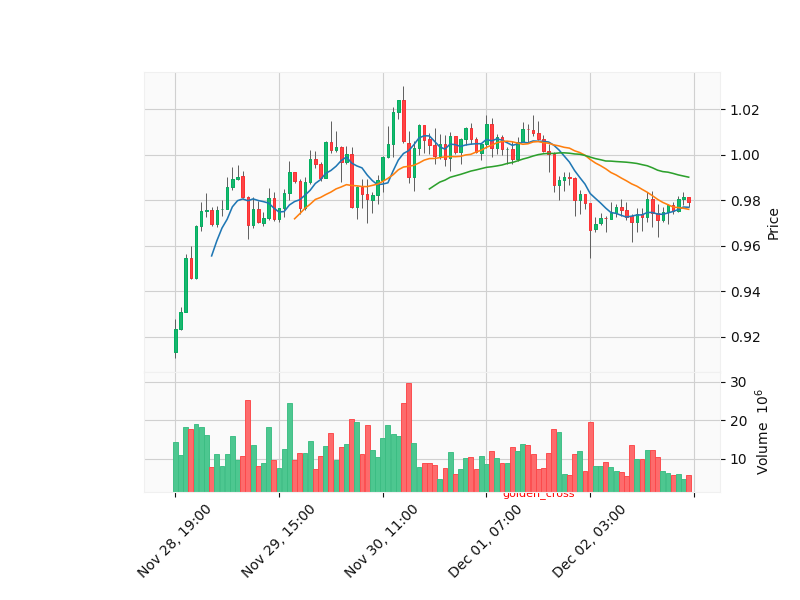 1.02
1.00
0.98
0.96
0.94
0.92
Price
30
20
10
Volume 10⁶
golden_cross
Nov 28, 19:00
Nov 29, 15:00
Nov 30, 11:00
Dec 01, 07:00
Dec 02, 03:00